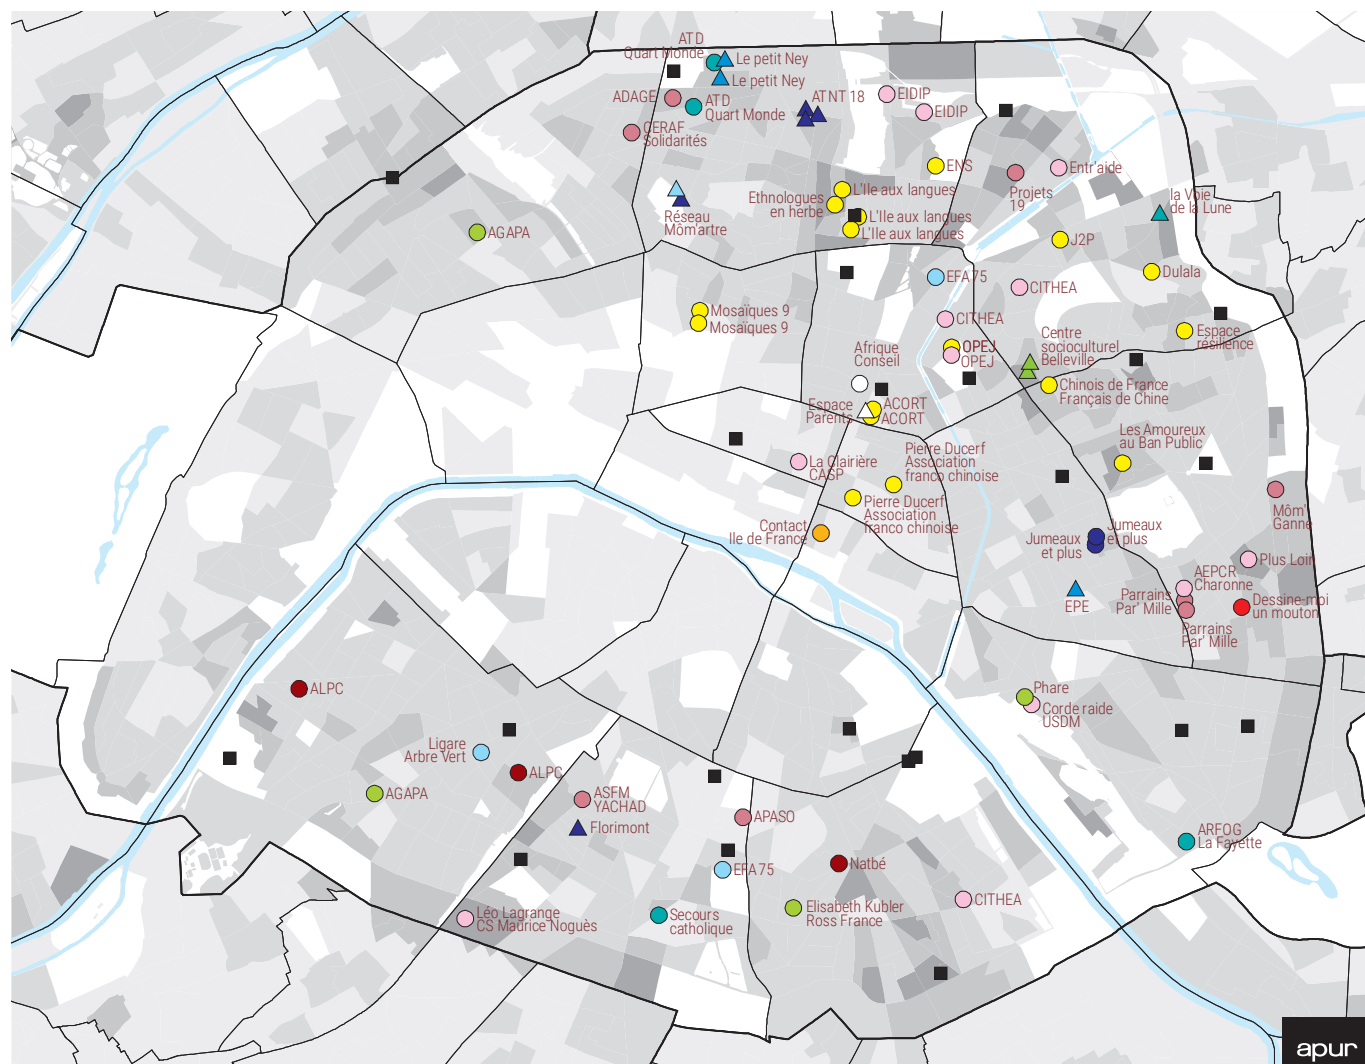 ATD
Quart Monde
Le petit Ney
Le petit Ney
ADAGE
ATD
Quart Monde
ATNT 18
EIDIP
EIDIP
CERAF
Solidarités
ENS
Entr'aide
Projets
19
la Voie
de la Lune
L'Ile aux langues
Ethnologues
en herbe
L'Ile aux langues
L'Ile aux langues
Réseau
Môm'artre
AGAPA
J2P
Dulala
EFA75
CITHEA
Mosaïques 9
Mosaïques 9
CITHEA
Espace
résilience
Centre
socioculturel
Belleville
OPEJ
OPEJ
Afrique
Conseil
Chinois de France
Français de Chine
Espace
Parents
ACORT
ACORT
Les Amoureux
au Ban Public
La Clairière
CASP
Pierre Ducerf
Association
franco chinoise
Pierre Ducerf
Association
franco chinoise
Contact
Ile de France
Môm'
Ganne
Jumeaux
et plus
Jumeaux
et plus
Plus Loin
AEPCR
Charonne
EPE
Parrains
Par' Mille
Dessine-moi
un mouton
Parrains
Par' Mille
ALPC
Phare
Corde raide
USDM
Ligare
Arbre Vert
ALPC
AGAPA
ASFM
YACHAD
Florimont
APASO
ARFOG
La Fayette
EFA75
Natbé
CITHEA
Léo Lagrange
CS Maurice Noguès
Secours
catholique
Elisabeth Kubler
Ross France
apur